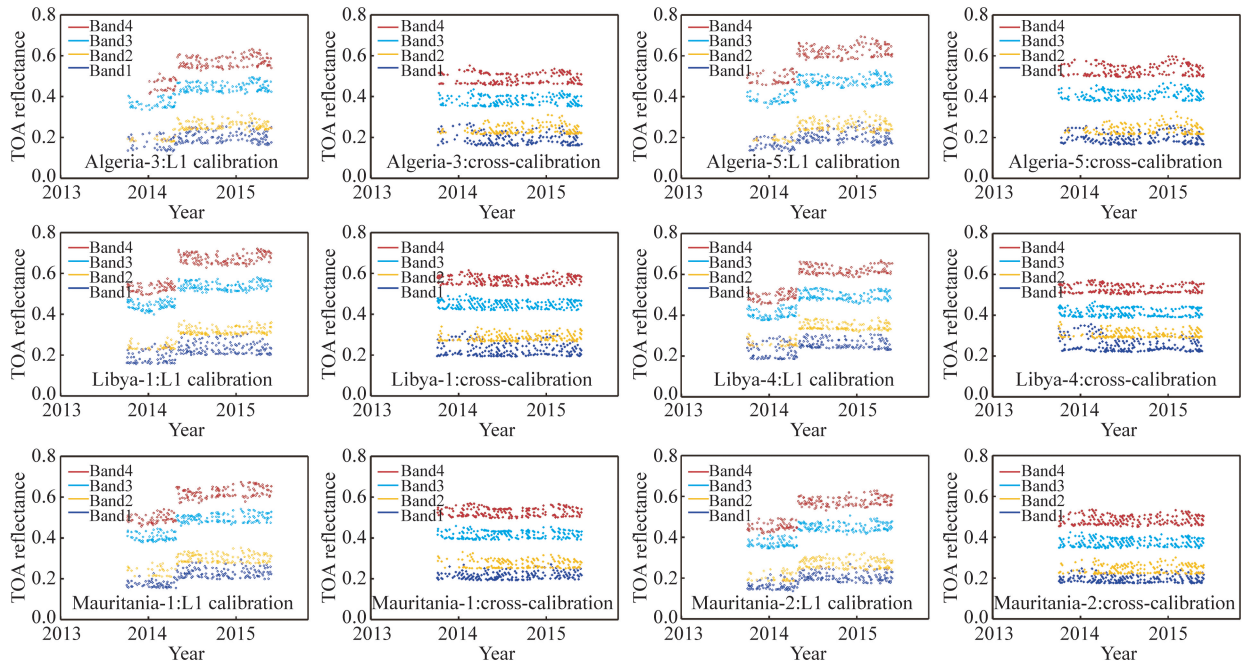 0.8
0.6
0.4
0.2
0.0
TOA reflectance
Band4
Band3
Band2
Band1
Algeria-3:L1 calibration
2013 2014 2015
Year
0.8
0.6
0.4
0.2
0.0
TOA reflectance
Band4
Band3
Band2
Band1
Algeria-3:cross-calibration
2013 2014 2015
Year
0.8
0.6
0.4
0.2
0.0
TOA reflectance
Band4
Band3
Band2
Band1
Algeria-5:L1 calibration
2013 2014 2015
Year
0.8
0.6
0.4
0.2
0.0
TOA reflectance
Band4
Band3
Band2
Band1
Algeria-5:cross-calibration
2013 2014 2015
Year
0.8
0.6
0.4
0.2
0.0
TOA reflectance
Band4
Band3
Band2
Band1
Libya-1:L1 calibration
2013 2014 2015
Year
0.8
0.6
0.4
0.2
0.0
TOA reflectance
Band4
Band3
Band2
Band1
Libya-1:cross-calibration
2013 2014 2015
Year
0.8
0.6
0.4
0.2
0.0
TOA reflectance
Band4
Band3
Band2
Band1
Libya-4:L1 calibration
2013 2014 2015
Year
0.8
0.6
0.4
0.2
0.0
TOA reflectance
Band4
Band3
Band2
Band1
Libya-4:cross-calibration
2013 2014 2015
Year
0.8
0.6
0.4
0.2
0.0
TOA reflectance
Band4
Band3
Band2
Band1
Mauritania-1:L1 calibration
2013 2014 2015
Year
0.8
0.6
0.4
0.2
0.0
TOA reflectance
Band4
Band3
Band2
Band1
Mauritania-1:cross-calibration
2013 2014 2015
Year
0.8
0.6
0.4
0.2
0.0
TOA reflectance
Band4
Band3
Band2
Band1
Mauritania-2:L1 calibration
2013 2014 2015
Year
0.8
0.6
0.4
0.2
0.0
TOA reflectance
Band4
Band3
Band2
Band1
Mauritania-2:cross-calibration
2013 2014 2015
Year